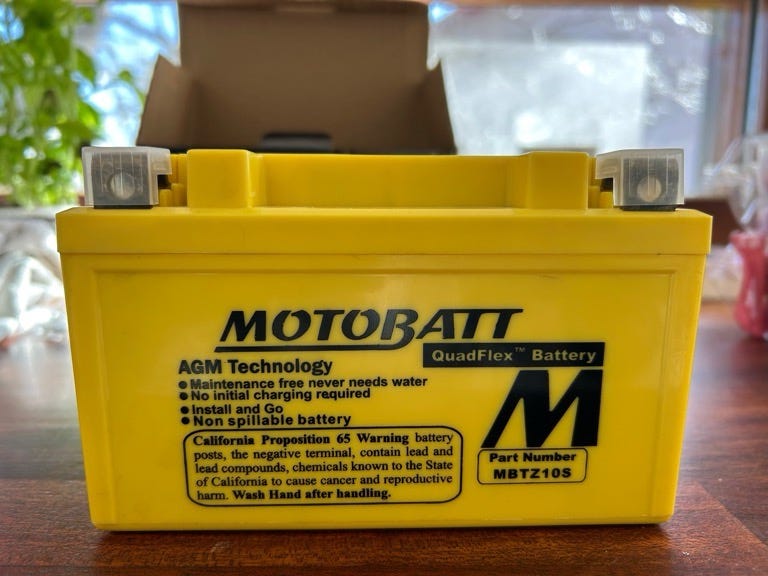 MOTOBATT
QuadFlex™ Battery
AGM Technology
● Maintenance free never needs water
● No initial charging required
● Install and Go
● Non spillable battery
California Proposition 65 Warning battery
posts, the negative terminal, contain lead and
lead compounds, chemicals known to the State
of California to cause cancer and reproductive
harm. Wash Hand after handling.
M
Part Number
MBTZ10S